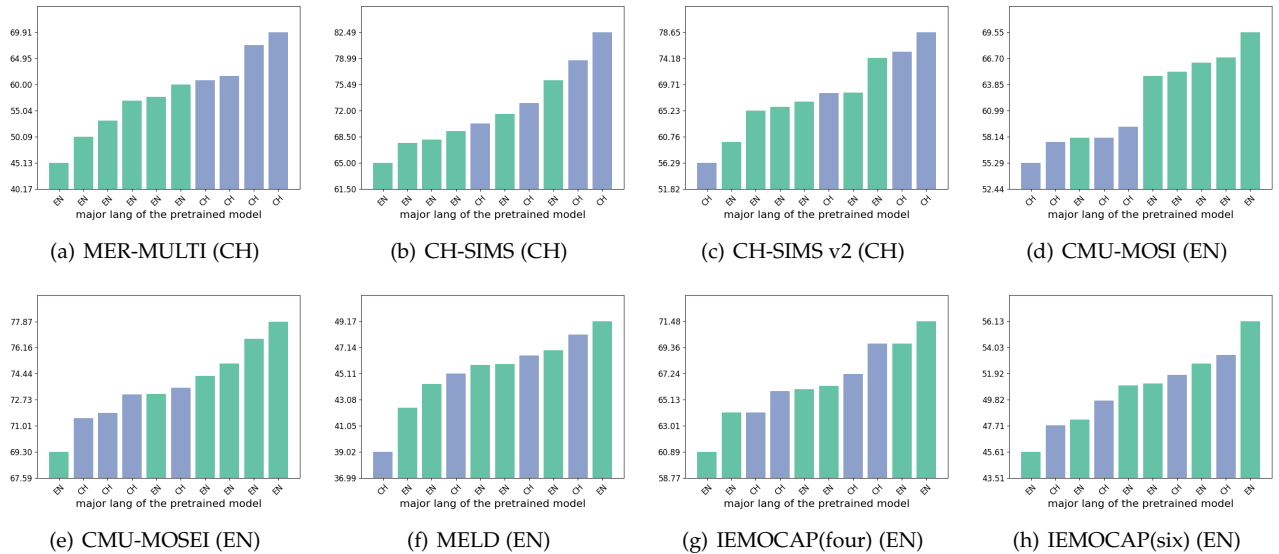 69.91
64.95
60.00
55.04
50.09
45.13
40.17
EN EN EN EN EN EN CH CH CH CH
major lang of the pretrained model
(a) MER-MULTI (CH)
82.49
78.99
75.49
72.00
68.50
65.00
61.50
EN EN EN EN CH EN CH EN CH CH
major lang of the pretrained model
(b) CH-SIMS (CH)
78.65
74.18
69.71
65.23
60.76
56.29
51.82
CH EN EN EN EN CH EN EN CH CH
major lang of the pretrained model
(c) CH-SIMS v2 (CH)
69.55
66.70
63.85
60.99
58.14
55.29
52.44
CH CH EN CH CH EN EN EN EN EN
major lang of the pretrained model
(d) CMU-MOSI (EN)
77.87
76.16
74.44
72.73
71.01
69.30
67.59
EN CH CH CH EN CH EN EN EN EN
major lang of the pretrained model
(e) CMU-MOSEI (EN)
49.17
47.14
45.11
43.08
41.05
39.02
36.99
CH EN EN CH EN EN CH EN CH EN
major lang of the pretrained model
(f) MELD (EN)
71.48
69.36
67.24
65.13
63.01
60.89
58.77
EN EN CH CH EN EN CH CH EN EN
major lang of the pretrained model
(g) IEMOCAP(four) (EN)
56.13
54.03
51.92
49.82
47.71
45.61
43.51
EN CH EN CH EN EN CH EN CH EN
major lang of the pretrained model
(h) IEMOCAP(six) (EN)